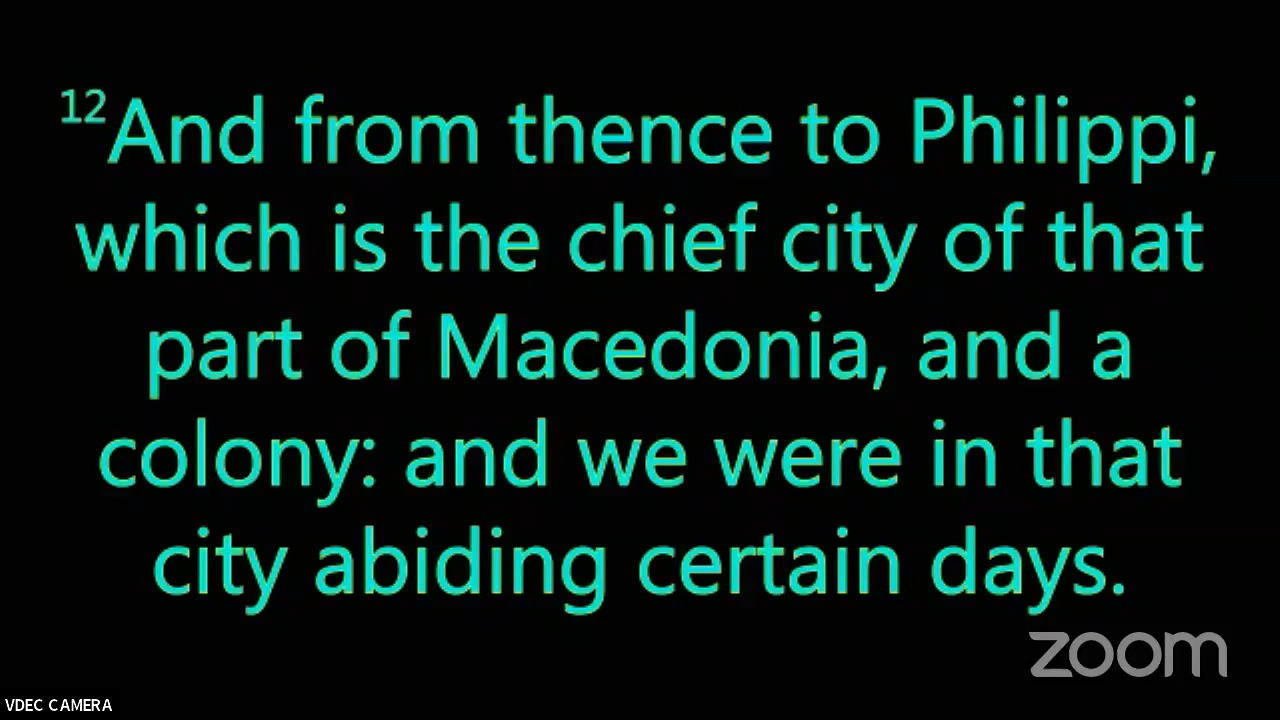 12And from thence to Philippi,
which is the chief city of that
part of Macedonia, and a
colony: and we were in that
city abiding certain days.
zoom
VDEC CAMERA